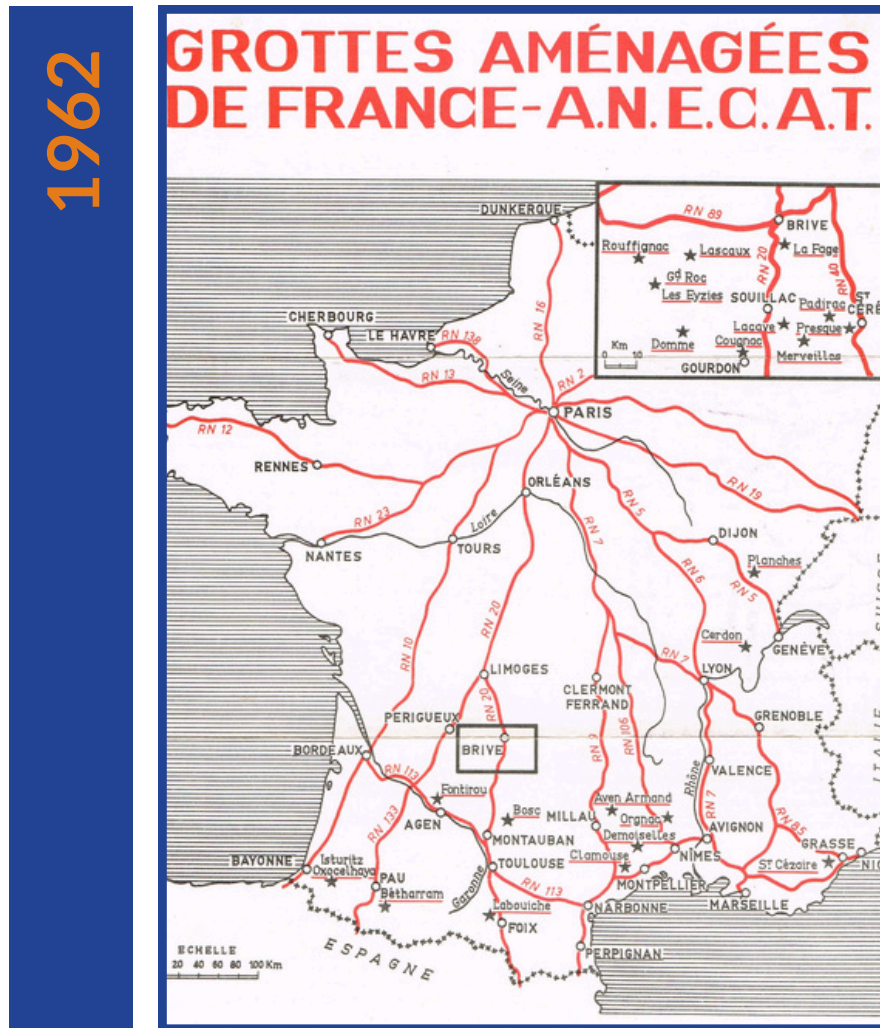 1962
GROTTES AMÉNAGÉES
DE FRANCE-A.N.E.C.A.T.
DUNKERQUE
RN 89
BRIVE
Rouffignac
Lascaux
La Fage
RN 20
Gd Roc
Les Eyzies
SOUILLAC
Padirac
ST
CÉRÉ
RN 40
Lacave
Presque
Km
0 10
Domme
Cougnac
Merveilles
GOURDON
CHERBOURG
LE HAVRE
RN 138
RN 16
RN 13
Seine
RN 2
PARIS
RN 12
RENNES
ORLÉANS
RN 19
RN 23
Loire
RN 7
RN 5
NANTES
TOURS
DIJON
Planches
RN 6
RN 5
SUISSE
RN 10
RN 20
Cerdon
GENÈVE
RN 7
LIMOGES
LYON
CLERMONT
FERRAND
RN 20
PERIGUEUX
GRENOBLE
BORDEAUX
BRIVE
RN 9
RN 106
ITALIE
RN 113
VALENCE
Rhône
RN 7
Fontirou
Aven Armand
RN 133
AGEN
Bosc
MILLAU
Orgnac
RN 85
MONTAUBAN
Demoiselles
AVIGNON
GRASSE
BAYONNE
Isturitz
Oxocelhaya
TOULOUSE
Clamouse
NÎMES
ST Cézaire
NIC
PAU
MONTPELLIER
Bétharram
Garonne
RN 113
MARSEILLE
Labouiche
NARBONNE
FOIX
ESPAGNE
PERPIGNAN
ECHELLE
20 40 60 80 100 Km